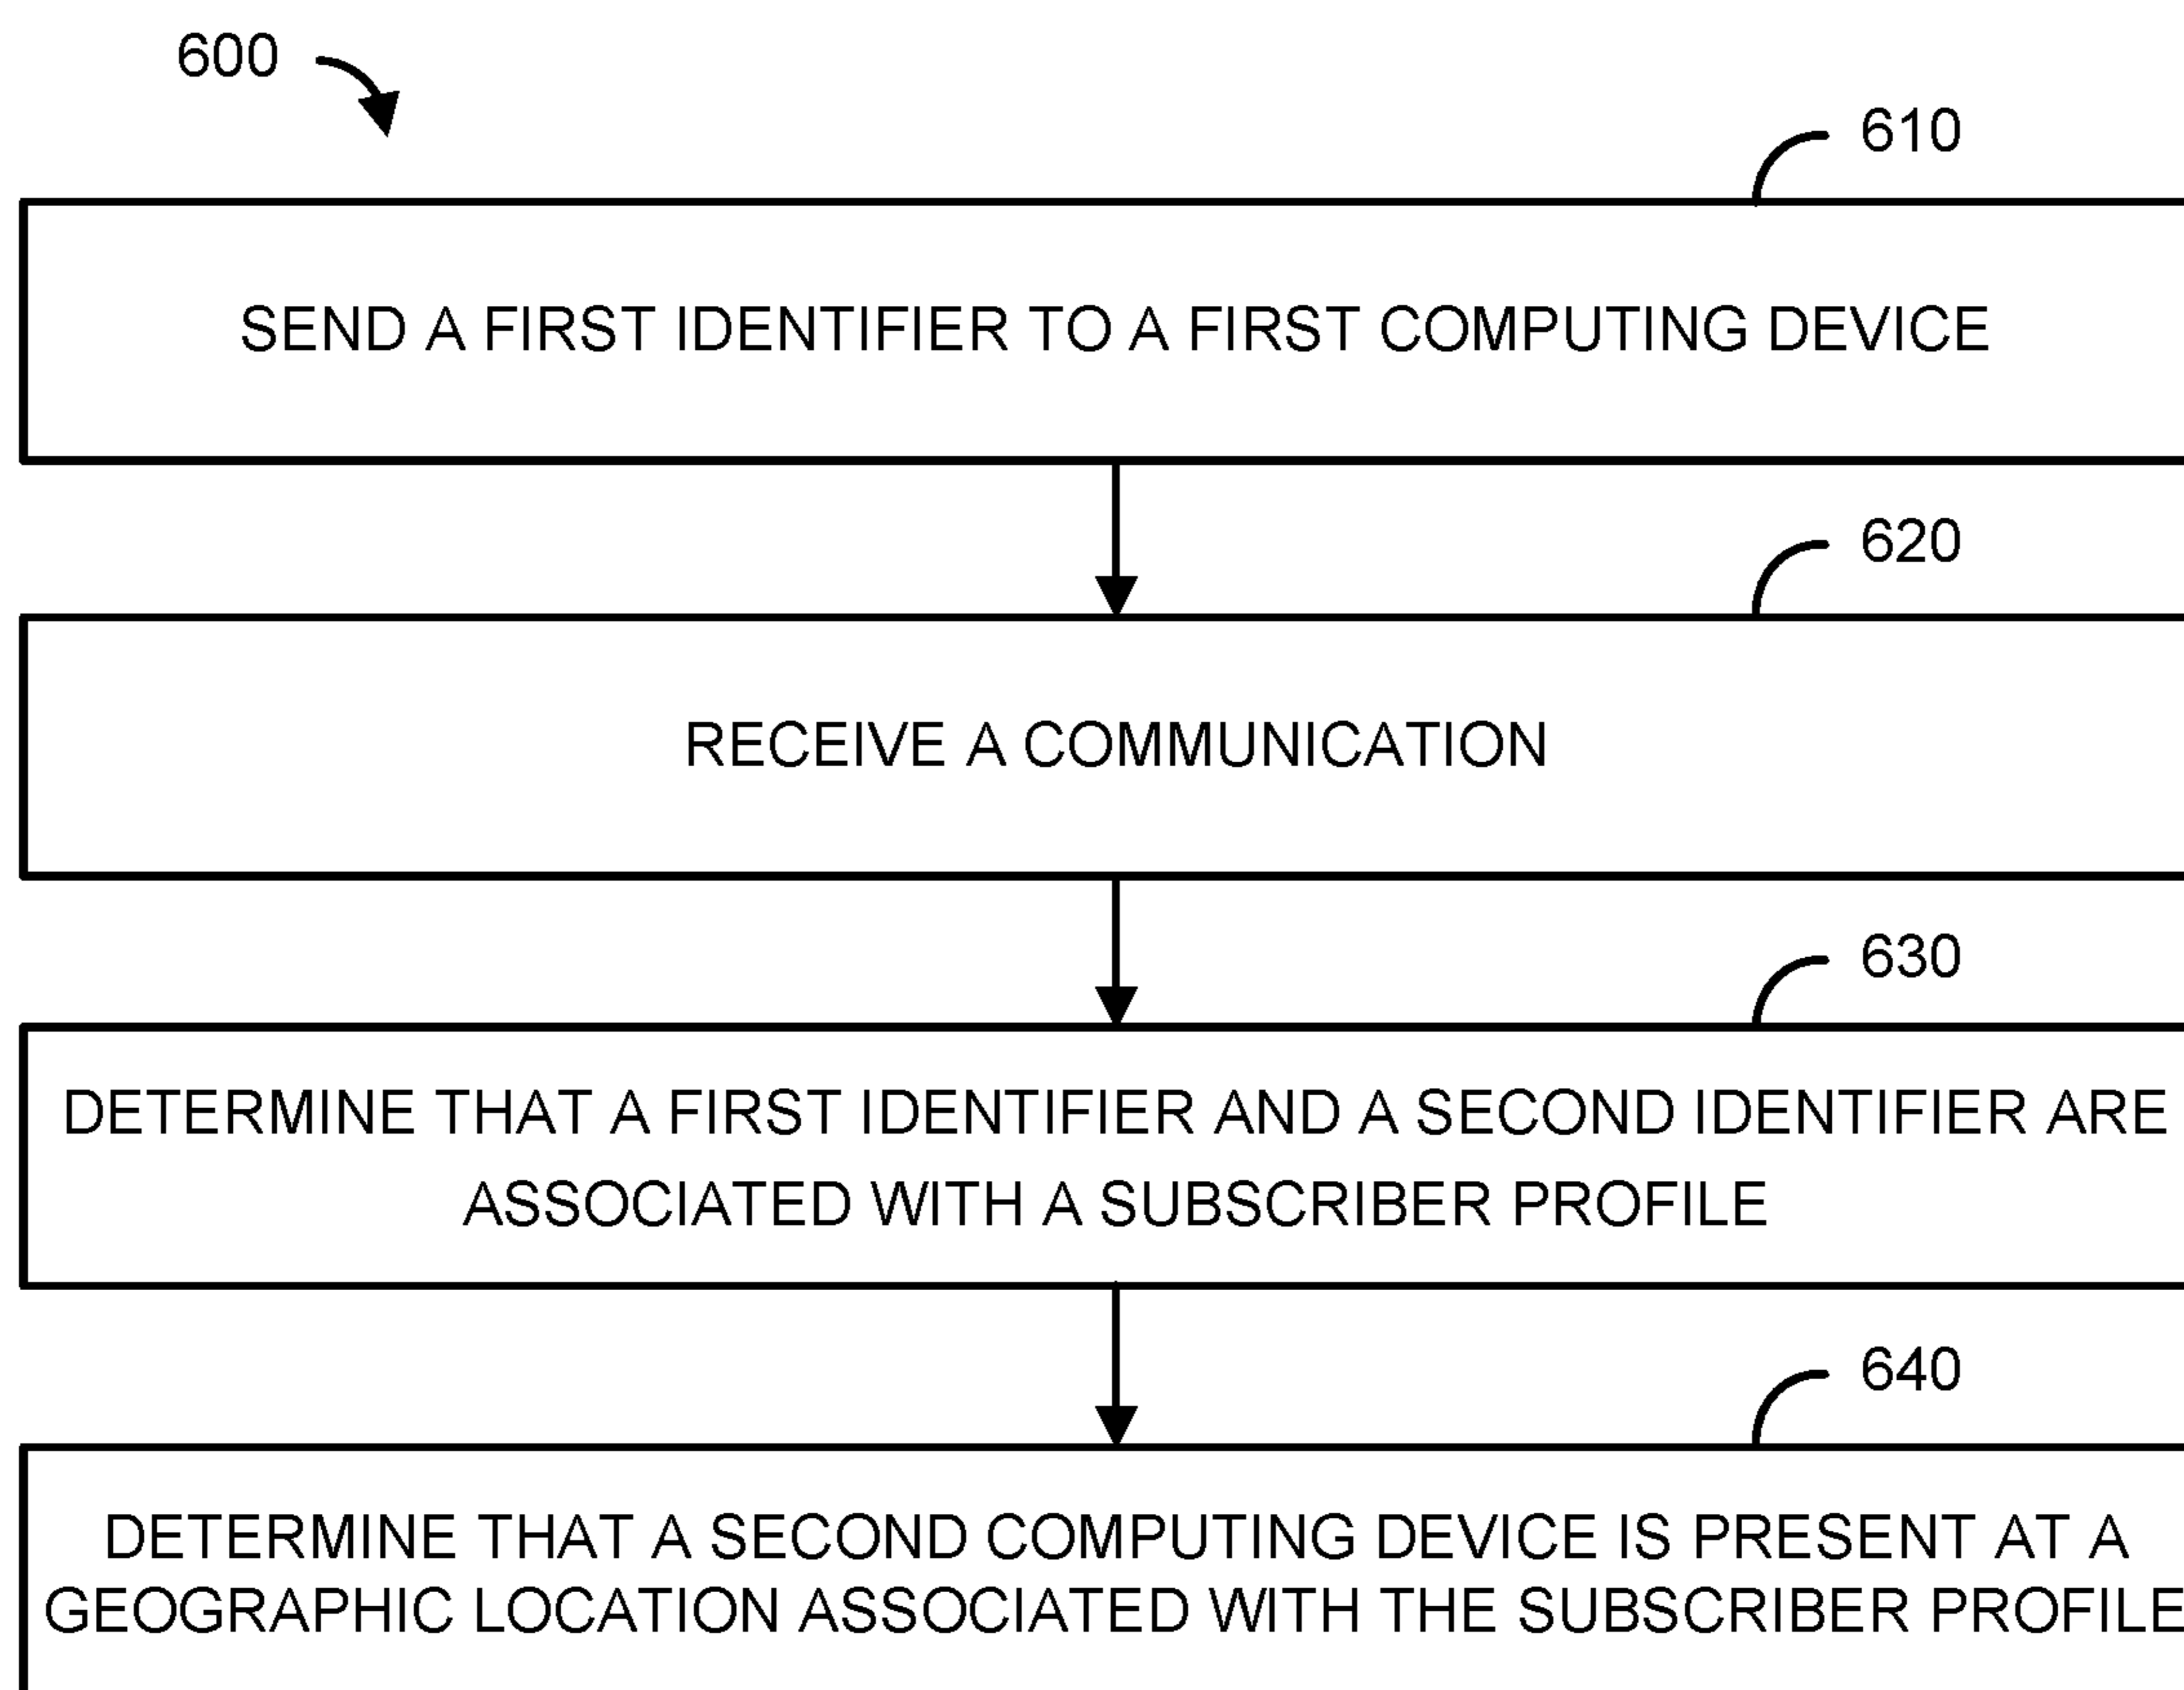 600
610
SEND A FIRST IDENTIFIER TO A FIRST COMPUTING DEVICE
620
RECEIVE A COMMUNICATION
630
DETERMINE THAT A FIRST IDENTIFIER AND A SECOND IDENTIFIER ARE
ASSOCIATED WITH A SUBSCRIBER PROFILE
640
DETERMINE THAT A SECOND COMPUTING DEVICE IS PRESENT AT A
GEOGRAPHIC LOCATION ASSOCIATED WITH THE SUBSCRIBER PROFILE